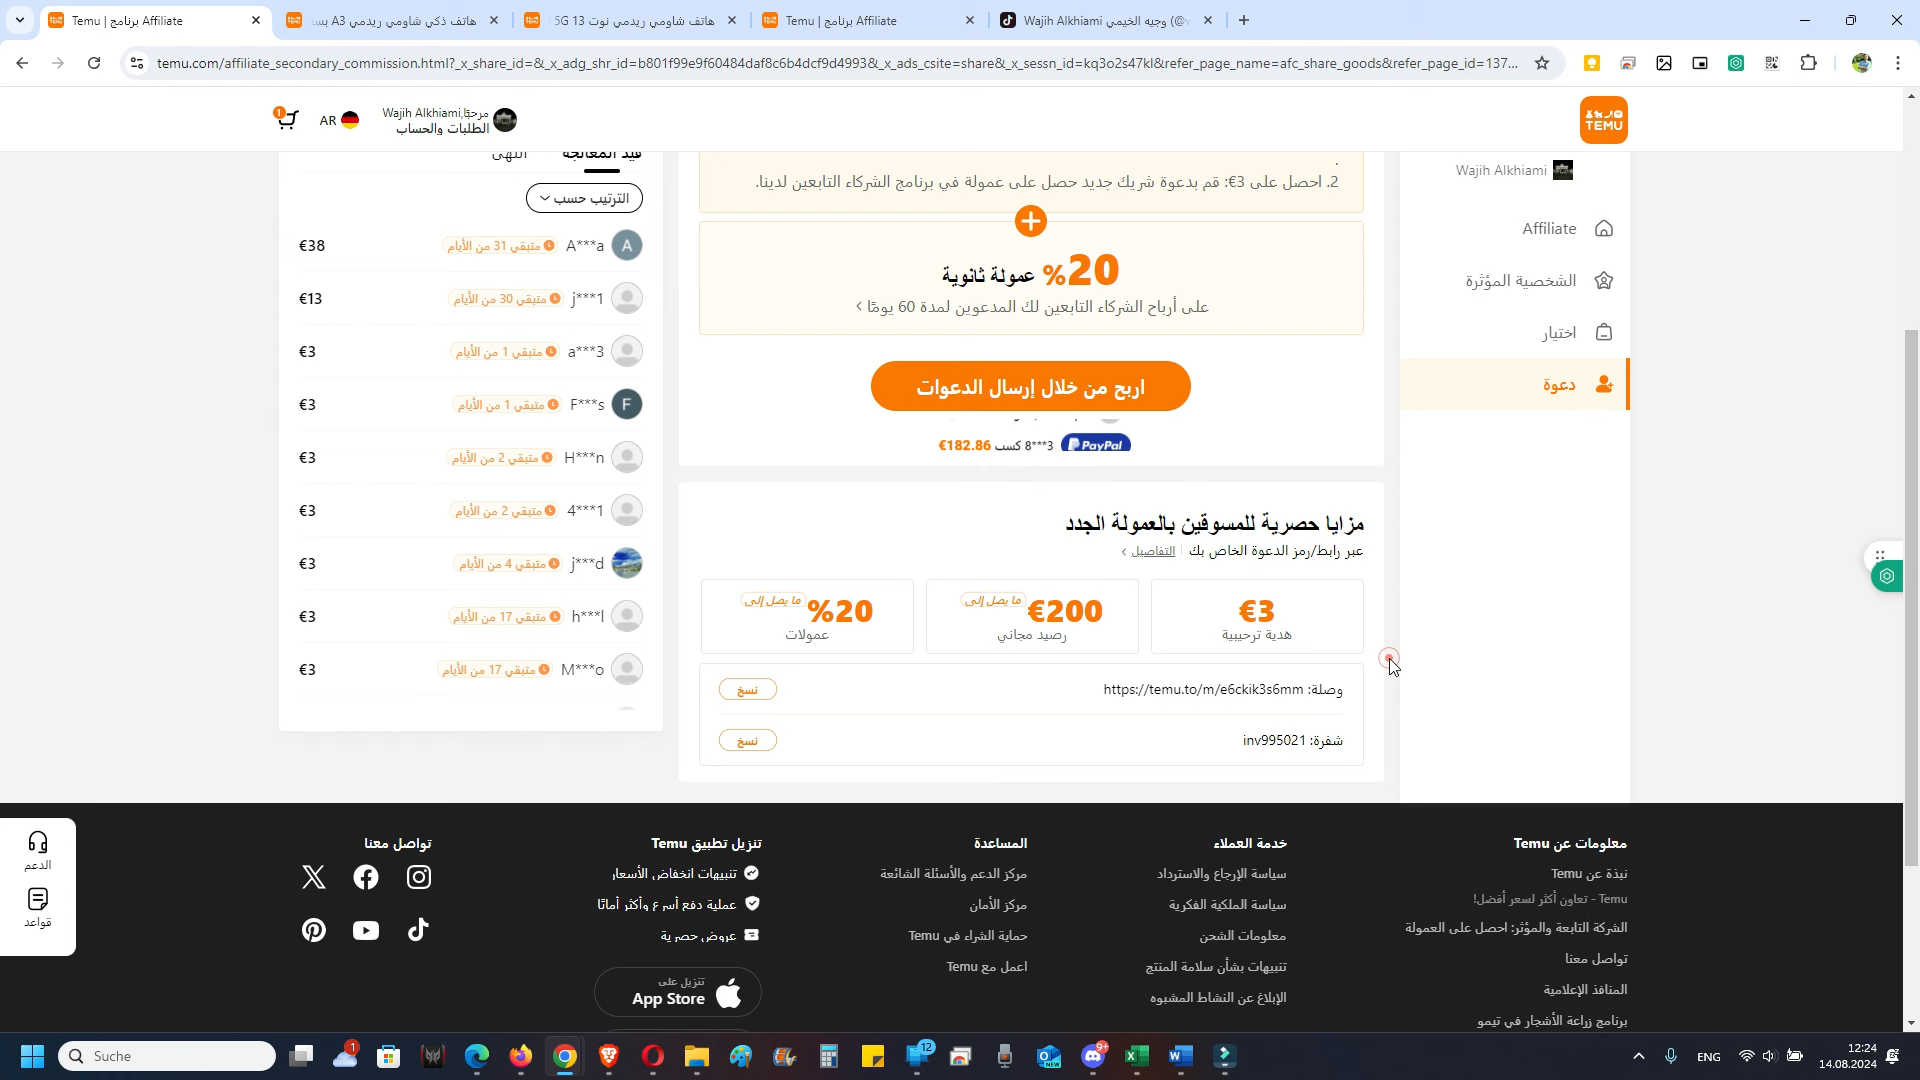 Temu | برنامج Affiliate
هاتف ذكي شاومي ريدمي A3 بسع
هاتف شاومي ريدمي نوت 13 5G
Temu | برنامج Affiliate
Wajih Alkhiami وجيه الخيمي (@w
temu.com/affiliate_secondary_commission.html?_x_share_id=&_x_adg_shr_id=b801f99e9f60484daf8c6b4dcf9d4993&_x_ads_csite=share&_x_sessn_id=kq3o2s47kl&refer_page_name=afc_share_goods&refer_page_id=137...
1
AR
مرحبًا,Wajih Alkhiami
الطلبات والحساب
TEMU
Wajih Alkhiami
Affiliate
الشخصية المؤثرة
اختيار
دعوة
2. احصل على 3€: قم بدعوة شريك جديد حصل على عمولة في برنامج الشركاء التابعين لدينا.
20% عمولة ثانوية
على أرباح الشركاء التابعين لك المدعوين لمدة 60 يومًا
اربح من خلال إرسال الدعوات
PayPal 3***8 كسب €182.86
مزايا حصرية للمسوقين بالعمولة الجدد
عبر رابط/رمز الدعوة الخاص بك | التفاصيل
€3
هدية ترحيبية
€200 ما يصل إلى
رصيد مجاني
%20 ما يصل إلى
عمولات
وصلة: https://temu.to/m/e6ckik3s6mm
نسخ
شفرة: inv995021
نسخ
قيد المعالجة
انتهى
الترتيب حسب
A A***a متبقي 31 من الأيام €38
j***1 متبقي 30 من الأيام €13
a***3 متبقي 1 من الأيام €3
F F***s متبقي 1 من الأيام €3
H***n متبقي 2 من الأيام €3
4***1 متبقي 2 من الأيام €3
j***d متبقي 4 من الأيام €3
h***l متبقي 17 من الأيام €3
M***o متبقي 17 من الأيام €3
الدعم
قواعد
معلومات عن Temu
نبذة عن Temu
Temu - تعاون أكثر لسعر أفضل!
الشركة التابعة والمؤثر: احصل على العمولة
تواصل معنا
المنافذ الإعلامية
برنامج زراعة الأشجار في تيمو
خدمة العملاء
سياسة الإرجاع والاسترداد
سياسة الملكية الفكرية
معلومات الشحن
تنبيهات بشأن سلامة المنتج
الإبلاغ عن النشاط المشبوه
المساعدة
مركز الدعم والأسئلة الشائعة
مركز الأمان
حماية الشراء في Temu
اعمل مع Temu
تنزيل تطبيق Temu
تنبيهات انخفاض الأسعار
عملية دفع أسرع وأكثر أمانًا
عروض حصرية
تنزيل على
App Store
تواصل معنا
Suche
1
12
NEW
9+
ENG
12:24
14.08.2024